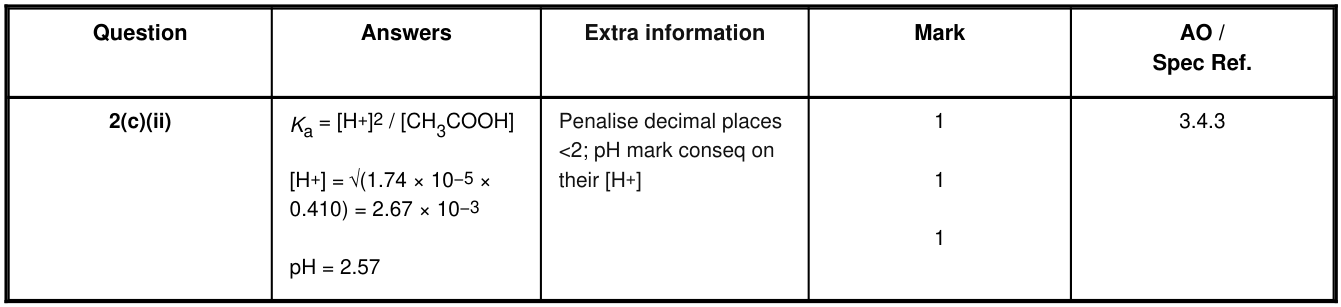 Question Answers Extra information Mark AO /
Spec Ref.
2(c)(ii) Kₐ = [H⁺]² / [CH₃COOH] Penalise decimal places 1 3.4.3
<2; pH mark conseq on
[H⁺] = √(1.74 × 10⁻⁵ × their [H⁺] 1
0.410) = 2.67 × 10⁻³
1
pH = 2.57